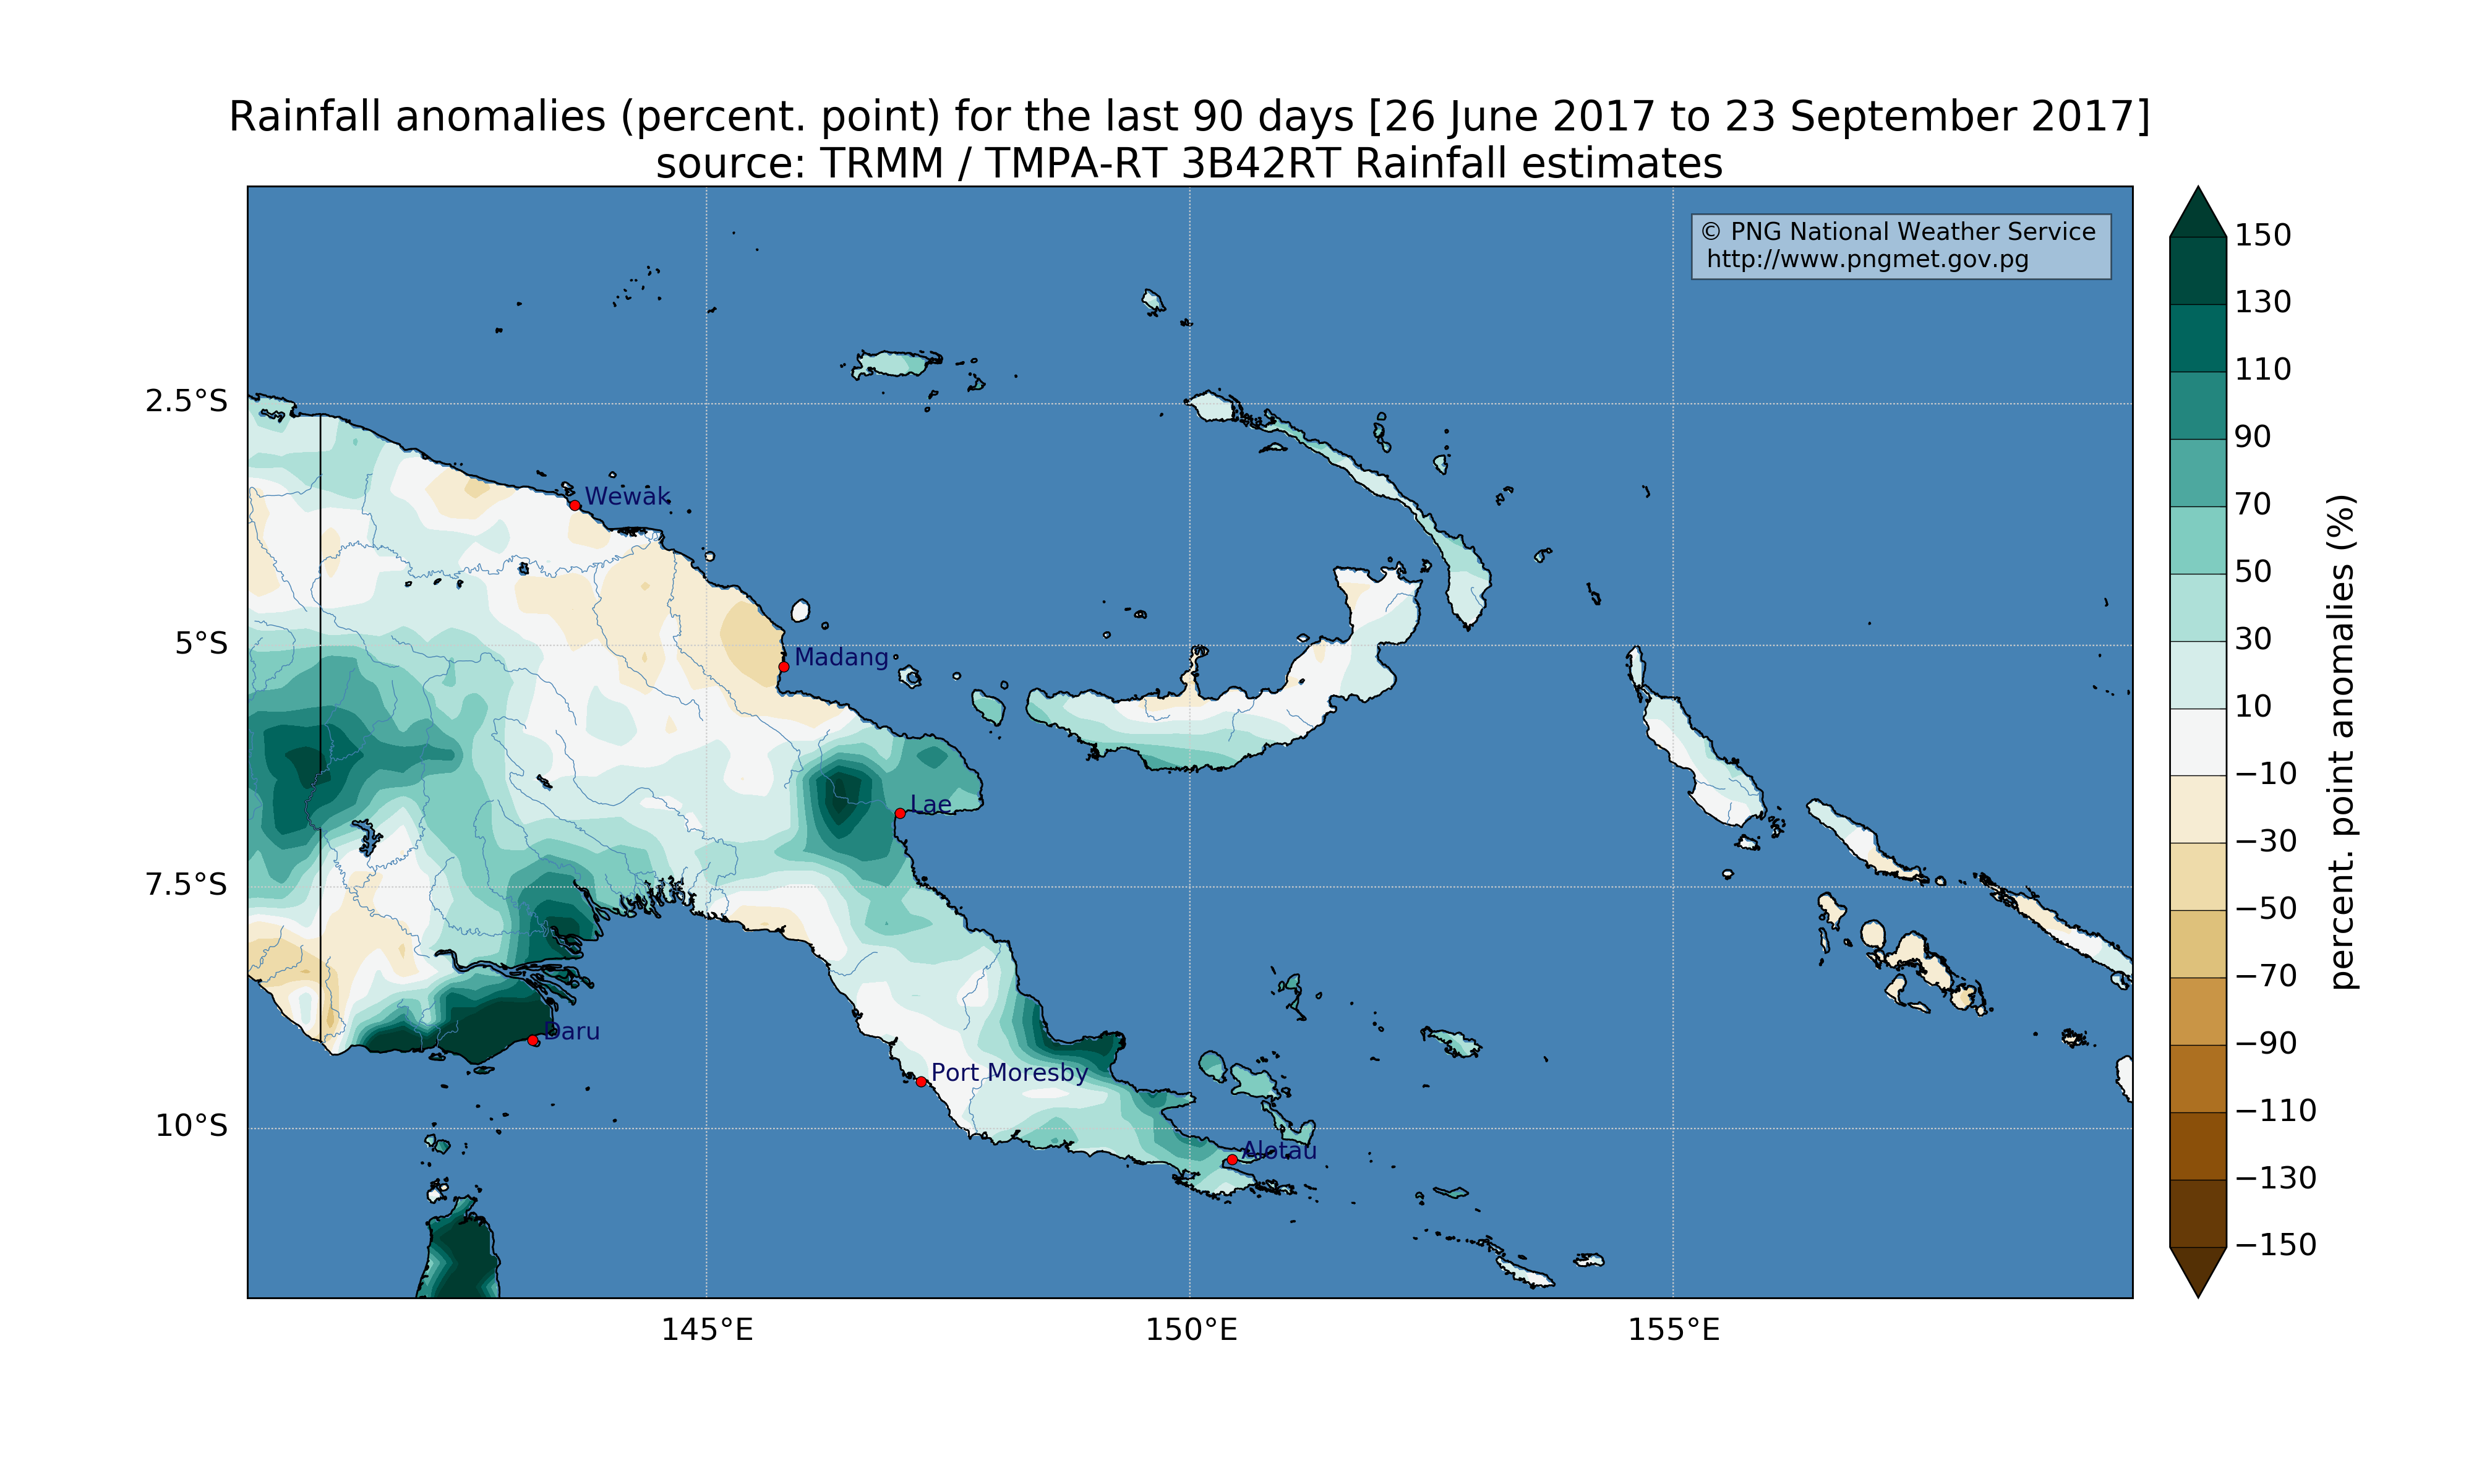 Rainfall anomalies (percent. point) for the last 90 days [26 June 2017 to 23 September 2017]
source: TRMM / TMPA-RT 3B42RT Rainfall estimates
© PNG National Weather Service
http://www.pngmet.gov.pg
2.5°S
5°S
7.5°S
10°S
145°E
150°E
155°E
Wewak
Madang
Lae
Daru
Port Moresby
Alotau
150
130
110
90
70
50
30
10
−10
−30
−50
−70
−90
−110
−130
−150
percent. point anomalies (%)